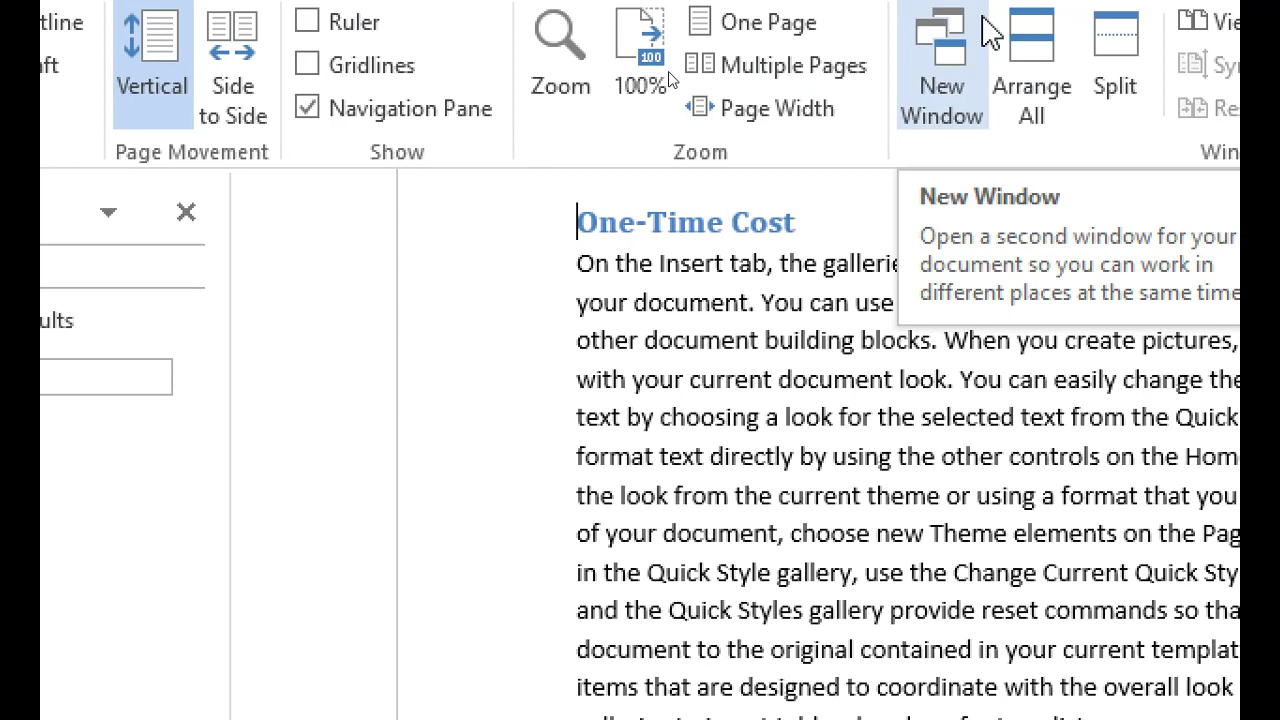 tline
Ruler
One Page
Vie
ft
Gridlines
Multiple Pages
Sy
Vertical
Side
to Side
Navigation Pane
Zoom
100
100%
Page Width
New
Window
Arrange
All
Split
Re
Page Movement
Show
Zoom
Win
New Window
Open a second window for your
document so you can work in
different places at the same time
ults
One-Time Cost
On the Insert tab, the gallerie
your document. You can use
other document building blocks. When you create pictures,
with your current document look. You can easily change the
text by choosing a look for the selected text from the Quick
format text directly by using the other controls on the Hom
the look from the current theme or using a format that you
of your document, choose new Theme elements on the Pag
in the Quick Style gallery, use the Change Current Quick Sty
and the Quick Styles gallery provide reset commands so tha
document to the original contained in your current templat
items that are designed to coordinate with the overall look